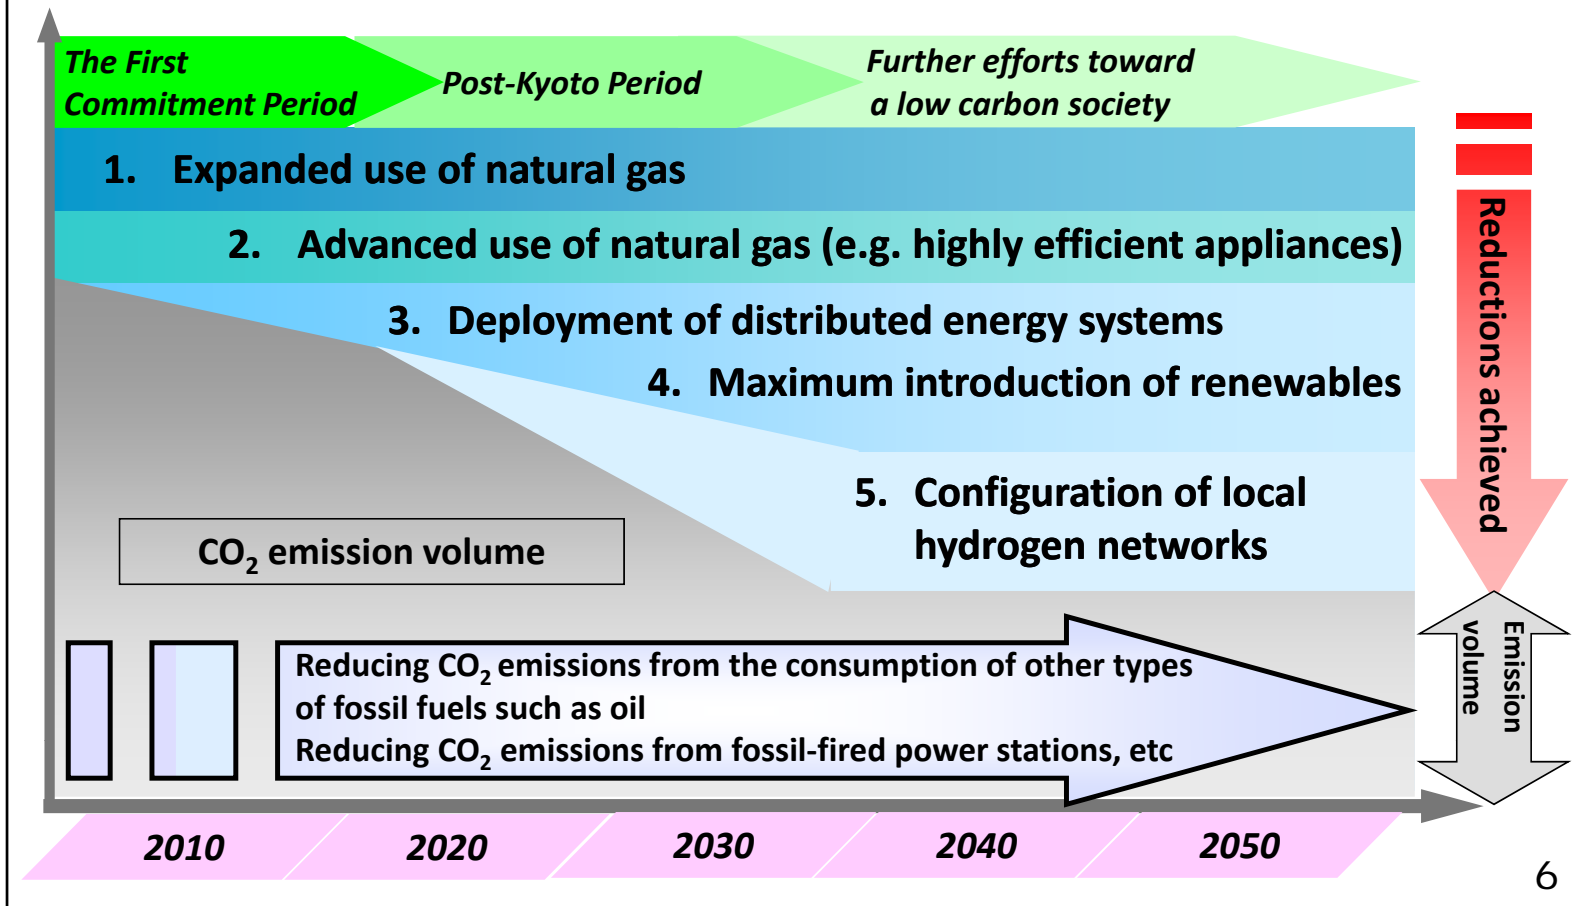 The First
Commitment Period
Post-Kyoto Period
Further efforts toward
a low carbon society
1. Expanded use of natural gas
2. Advanced use of natural gas (e.g. highly efficient appliances)
3. Deployment of distributed energy systems
4. Maximum introduction of renewables
5. Configuration of local
hydrogen networks
CO₂ emission volume
Reducing CO₂ emissions from the consumption of other types
of fossil fuels such as oil
Reducing CO₂ emissions from fossil-fired power stations, etc
Reductions achieved
Emission
volume
2010
2020
2030
2040
2050
6